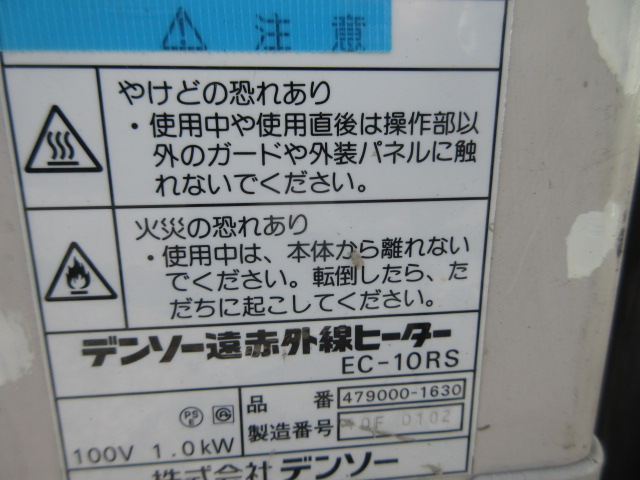 注意
やけどの恐れあり
・使用中や使用直後は操作部以
外のガードや外装パネルに触
れないでください。
火災の恐れあり
・使用中は、本体から離れない
でください。転倒したら、た
だちに起こしてください。
デンソー遠赤外線ヒーター
EC-10RS
PS
E
100V 1.0kW
品番 479000-1630
製造番号
株式会社デンソー